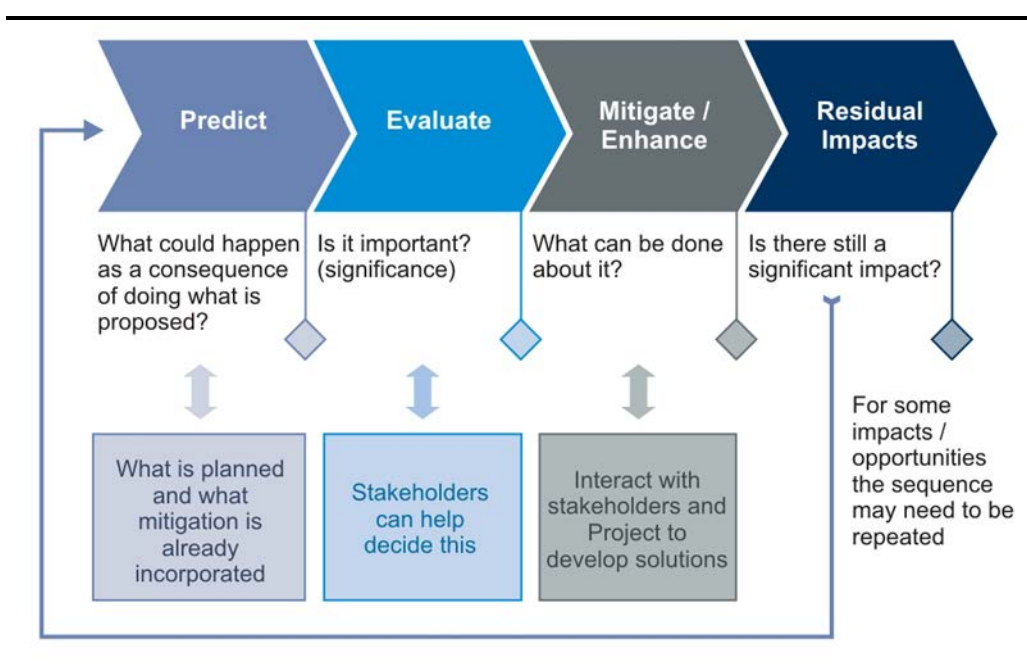 Predict
Evaluate
Mitigate /
Enhance
Residual
Impacts
What could happen
as a consequence
of doing what is
proposed?
Is it important?
(significance)
What can be done
about it?
Is there still a
significant impact?
What is planned
and what
mitigation is
already
incorporated
Stakeholders
can help
decide this
Interact with
stakeholders and
Project to
develop solutions
For some
impacts /
opportunities
the sequence
may need to be
repeated